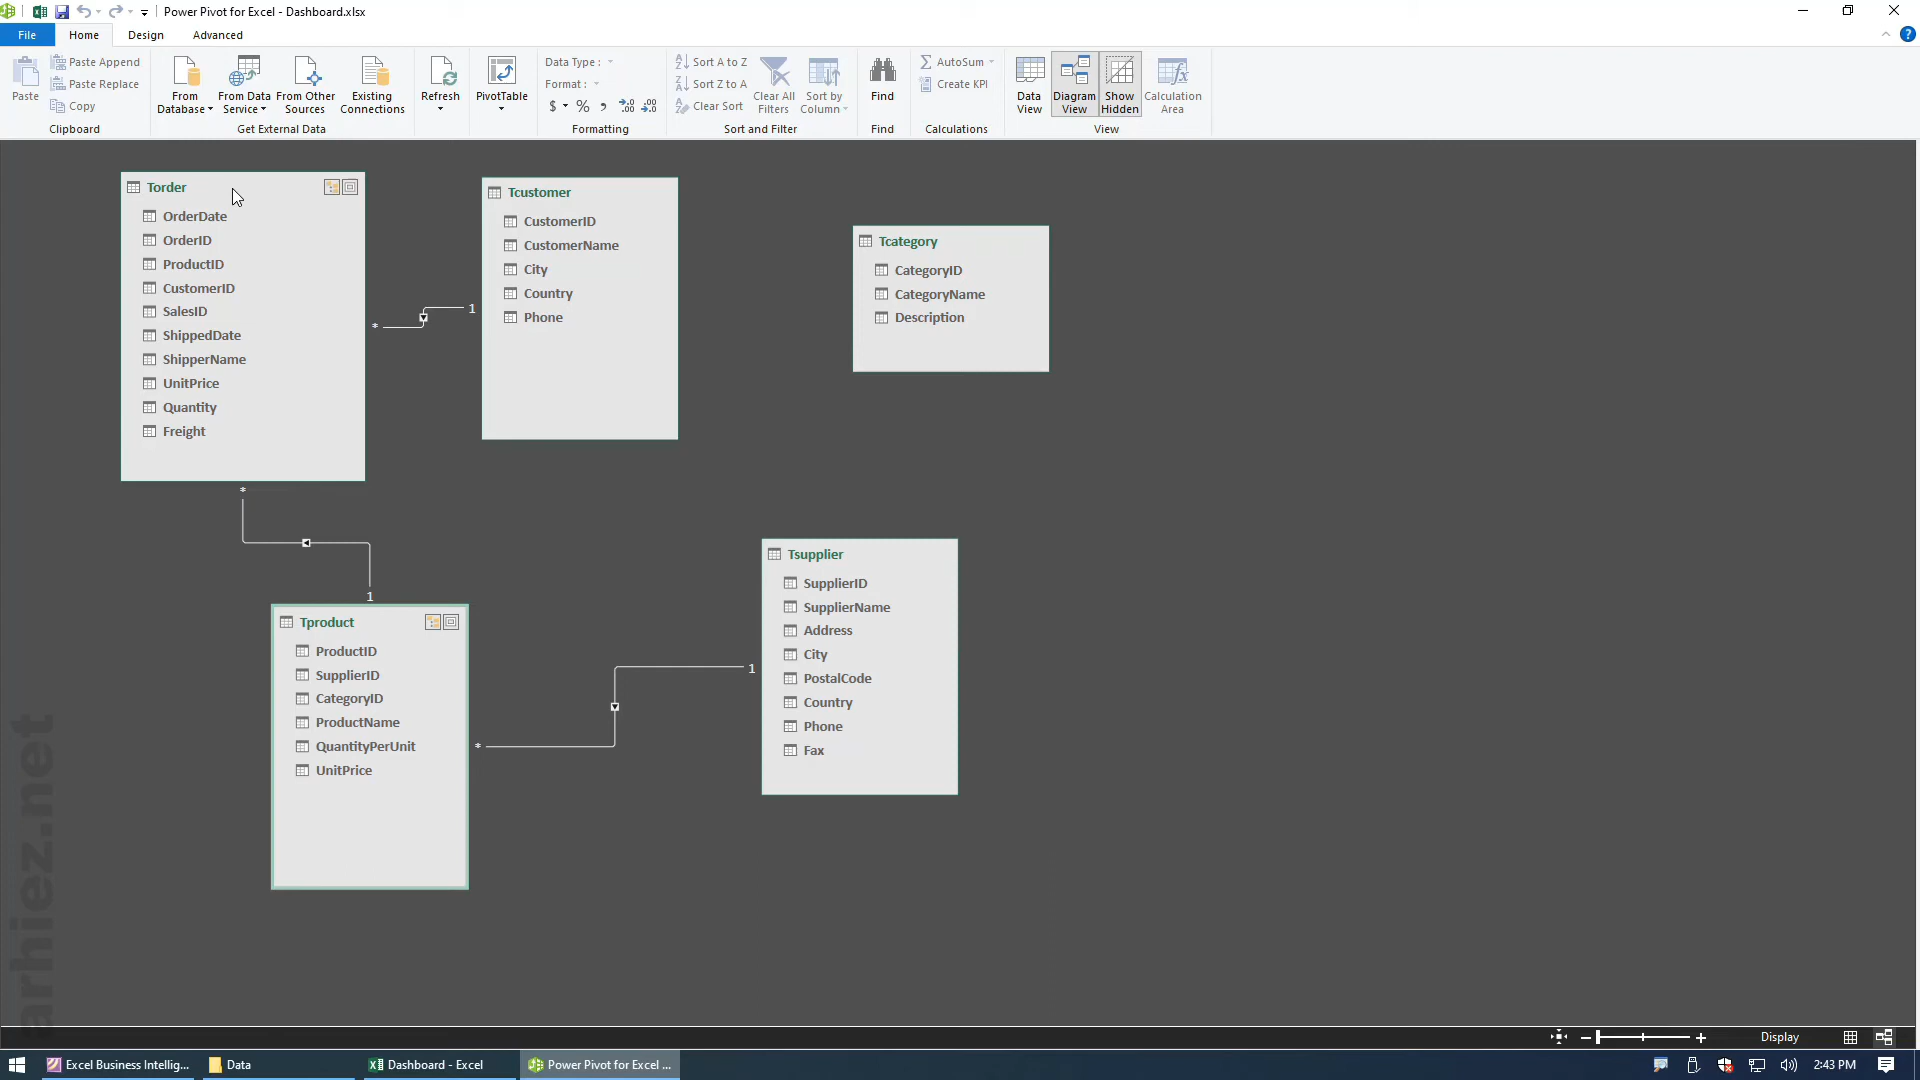 Power Pivot for Excel - Dashboard.xlsx
File Home Design Advanced
Paste
Paste Append
Paste Replace
Copy
Clipboard
From Database
From Data Service
From Other Sources
Existing Connections
Get External Data
Refresh
PivotTable
Data Type :
Format :
$ % ,
Formatting
Sort A to Z
Sort Z to A
Clear Sort
Clear All Filters
Sort by Column
Sort and Filter
Find
Find
AutoSum
Create KPI
Calculations
Data View
Diagram View
Show Hidden
Calculation Area
View
Torder
OrderDate
OrderID
ProductID
CustomerID
SalesID
ShippedDate
ShipperName
UnitPrice
Quantity
Freight
* 1
Tcustomer
CustomerID
CustomerName
City
Country
Phone
Tcategory
CategoryID
CategoryName
Description
*
1
Tproduct
ProductID
SupplierID
CategoryID
ProductName
QuantityPerUnit
UnitPrice
* 1
Tsupplier
SupplierID
SupplierName
Address
City
PostalCode
Country
Phone
Fax
arhiez.net
Display
Excel Business Intellig...
Data
Dashboard - Excel
Power Pivot for Excel ...
2:43 PM